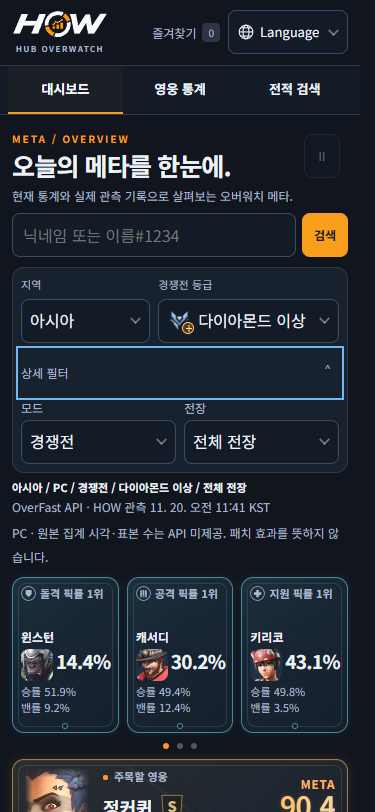 HOW
HUB OVERWATCH
즐겨찾기 0
Language
대시보드 영웅 통계 전적 검색
META / OVERVIEW
오늘의 메타를 한눈에.
현재 통계와 실제 관측 기록으로 살펴보는 오버워치 메타.
닉네임 또는 이름#1234
검색
지역 경쟁전 등급
아시아 다이아몬드 이상
상세 필터
모드 전장
경쟁전 전체 전장
아시아 / PC / 경쟁전 / 다이아몬드 이상 / 전체 전장
OverFast API · HOW 관측 11. 20. 오전 11:41 KST
PC · 원본 집계 시각·표본 수는 API 미제공. 패치 효과를 뜻하지 않
습니다.
돌격 픽률 1위
윈스턴
14.4%
승률 51.9%
밴률 9.2%
공격 픽률 1위
캐서디
30.2%
승률 49.4%
밴률 12.4%
지원 픽률 1위
키리코
43.1%
승률 49.8%
밴률 3.5%
주목할 영웅
정커퀸 S
META
90.4